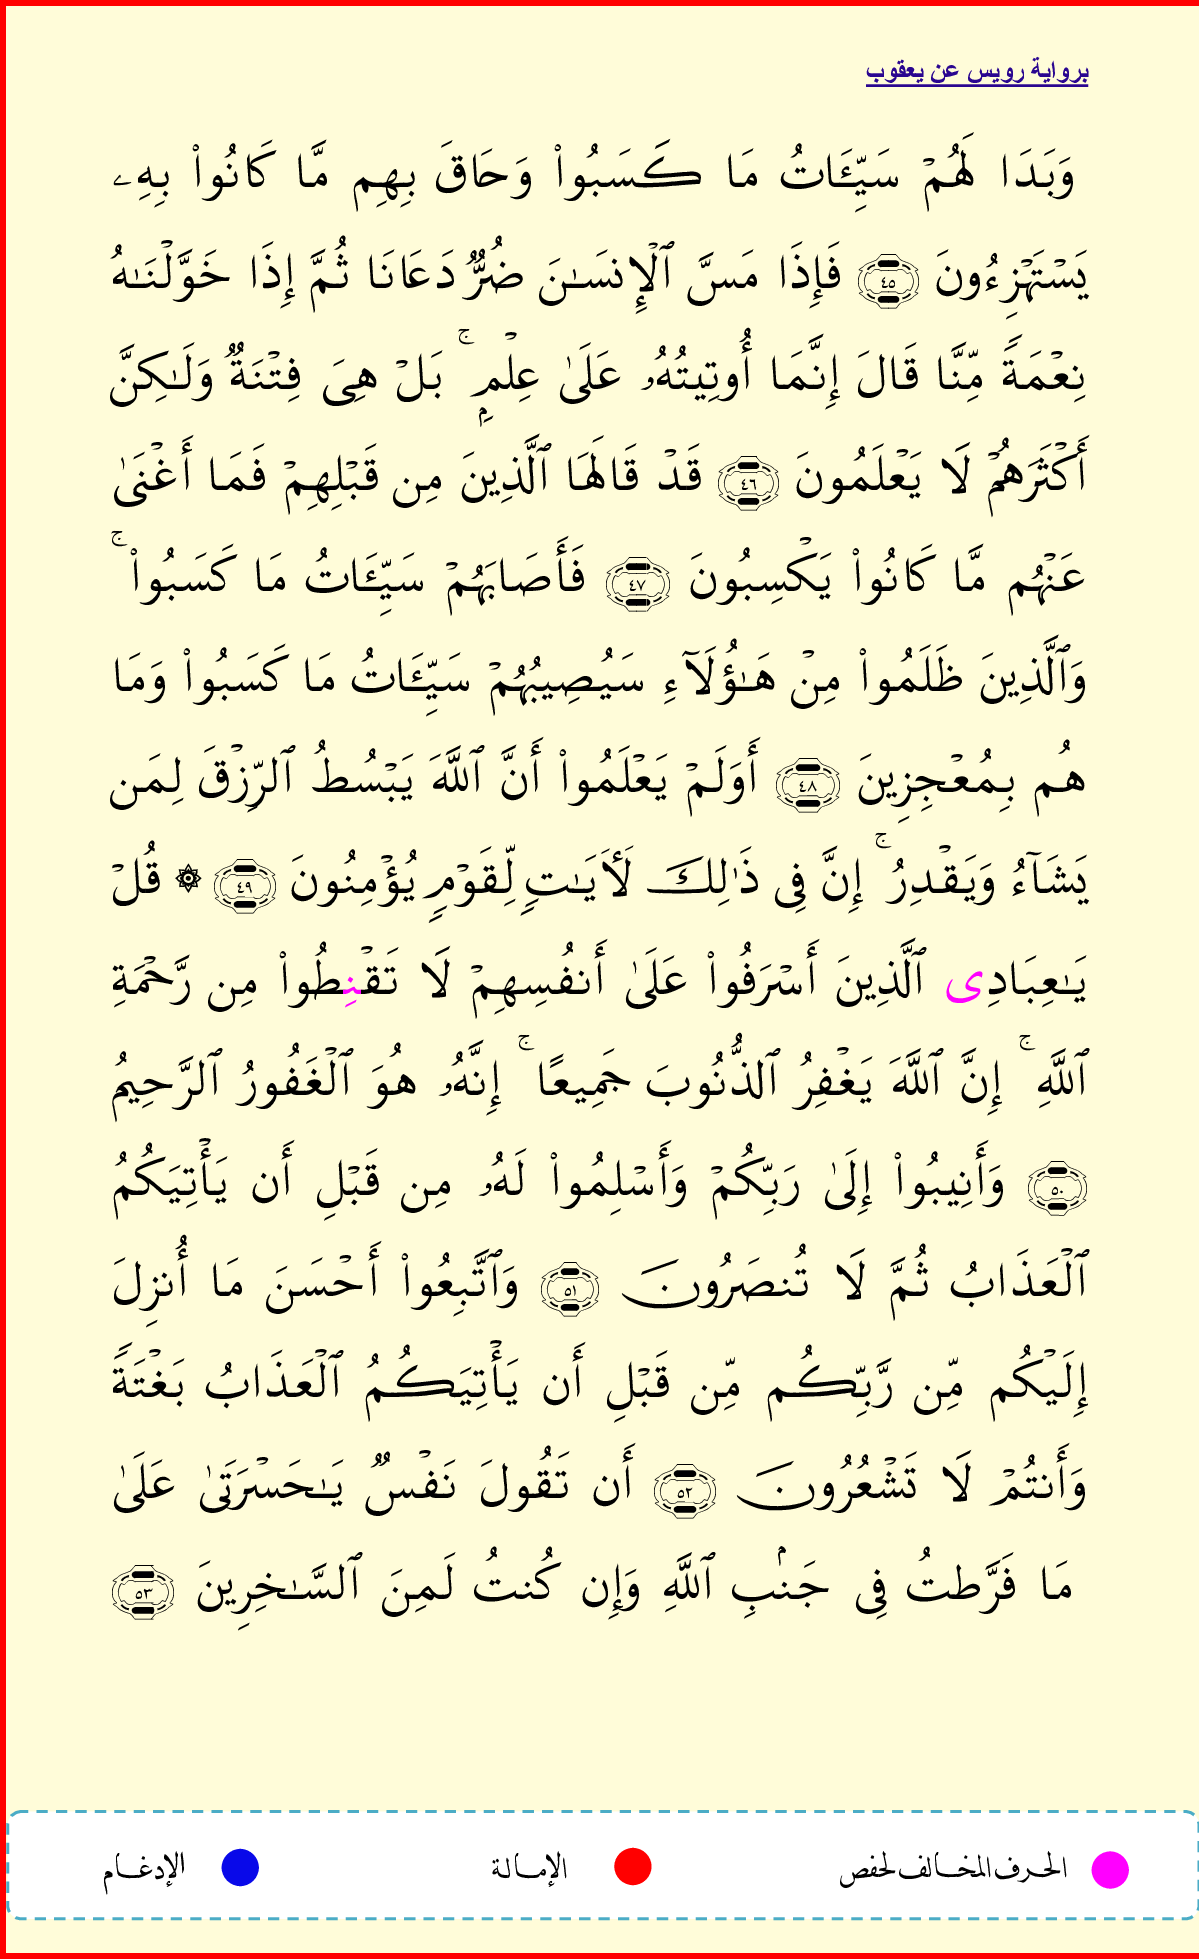 برواية رويس عن يعقوب
وَبَدَا لَهُمۡ سَيِّـَٔاتُ مَا كَسَبُواْ وَحَاقَ بِهِم مَّا كَانُواْ بِهِۦ
يَسۡتَهۡزِءُونَ ٤٥ فَإِذَا مَسَّ ٱلۡإِنسَٰنَ ضُرࣱّ دَعَانَا ثُمَّ إِذَا خَوَّلۡنَٰهُ
نِعۡمَةࣰ مِّنَّا قَالَ إِنَّمَا أُوتِيتُهُۥ عَلَىٰ عِلۡمِۭۚ بَلۡ هِيَ فِتۡنَةࣱ وَلَٰكِنَّ
أَكۡثَرَهُمۡ لَا يَعۡلَمُونَ ٤٦ قَدۡ قَالَهَا ٱلَّذِينَ مِن قَبۡلِهِمۡ فَمَا أَغۡنَىٰ
عَنۡهُم مَّا كَانُواْ يَكۡسِبُونَ ٤٧ فَأَصَابَهُمۡ سَيِّـَٔاتُ مَا كَسَبُواْۚ
وَٱلَّذِينَ ظَلَمُواْ مِنۡ هَٰؤُلَآءِ سَيُصِيبُهُمۡ سَيِّـَٔاتُ مَا كَسَبُواْ وَمَا
هُم بِمُعۡجِزِينَ ٤٨ أَوَلَمۡ يَعۡلَمُواْ أَنَّ ٱللَّهَ يَبۡسُطُ ٱلرِّزۡقَ لِمَن
يَشَآءُ وَيَقۡدِرُۚ إِنَّ فِي ذَٰلِكَ لَأٓيَٰتࣲ لِّقَوۡمࣲ يُؤۡمِنُونَ ٤٩ ۞ قُلۡ
يَٰعِبَادِي ٱلَّذِينَ أَسۡرَفُواْ عَلَىٰ أَنفُسِهِمۡ لَا تَقۡنِطُواْ مِن رَّحۡمَةِ
ٱللَّهِۚ إِنَّ ٱللَّهَ يَغۡفِرُ ٱلذُّنُوبَ جَمِيعًاۚ إِنَّهُۥ هُوَ ٱلۡغَفُورُ ٱلرَّحِيمُ
٥٠ وَأَنِيبُواْ إِلَىٰ رَبِّكُمۡ وَأَسۡلِمُواْ لَهُۥ مِن قَبۡلِ أَن يَأۡتِيَكُمُ
ٱلۡعَذَابُ ثُمَّ لَا تُنصَرُونَ ٥١ وَٱتَّبِعُواْ أَحۡسَنَ مَا أُنزِلَ
إِلَيۡكُم مِّن رَّبِّكُم مِّن قَبۡلِ أَن يَأۡتِيَكُمُ ٱلۡعَذَابُ بَغۡتَةࣰ
وَأَنتُمۡ لَا تَشۡعُرُونَ ٥٢ أَن تَقُولَ نَفۡسࣱ يَٰحَسۡرَتَىٰ عَلَىٰ
مَا فَرَّطتُ فِي جَنۢبِ ٱللَّهِ وَإِن كُنتُ لَمِنَ ٱلسَّٰخِرِينَ ٥٣
الحرف المخالف لحفص الإمالة الإدغام